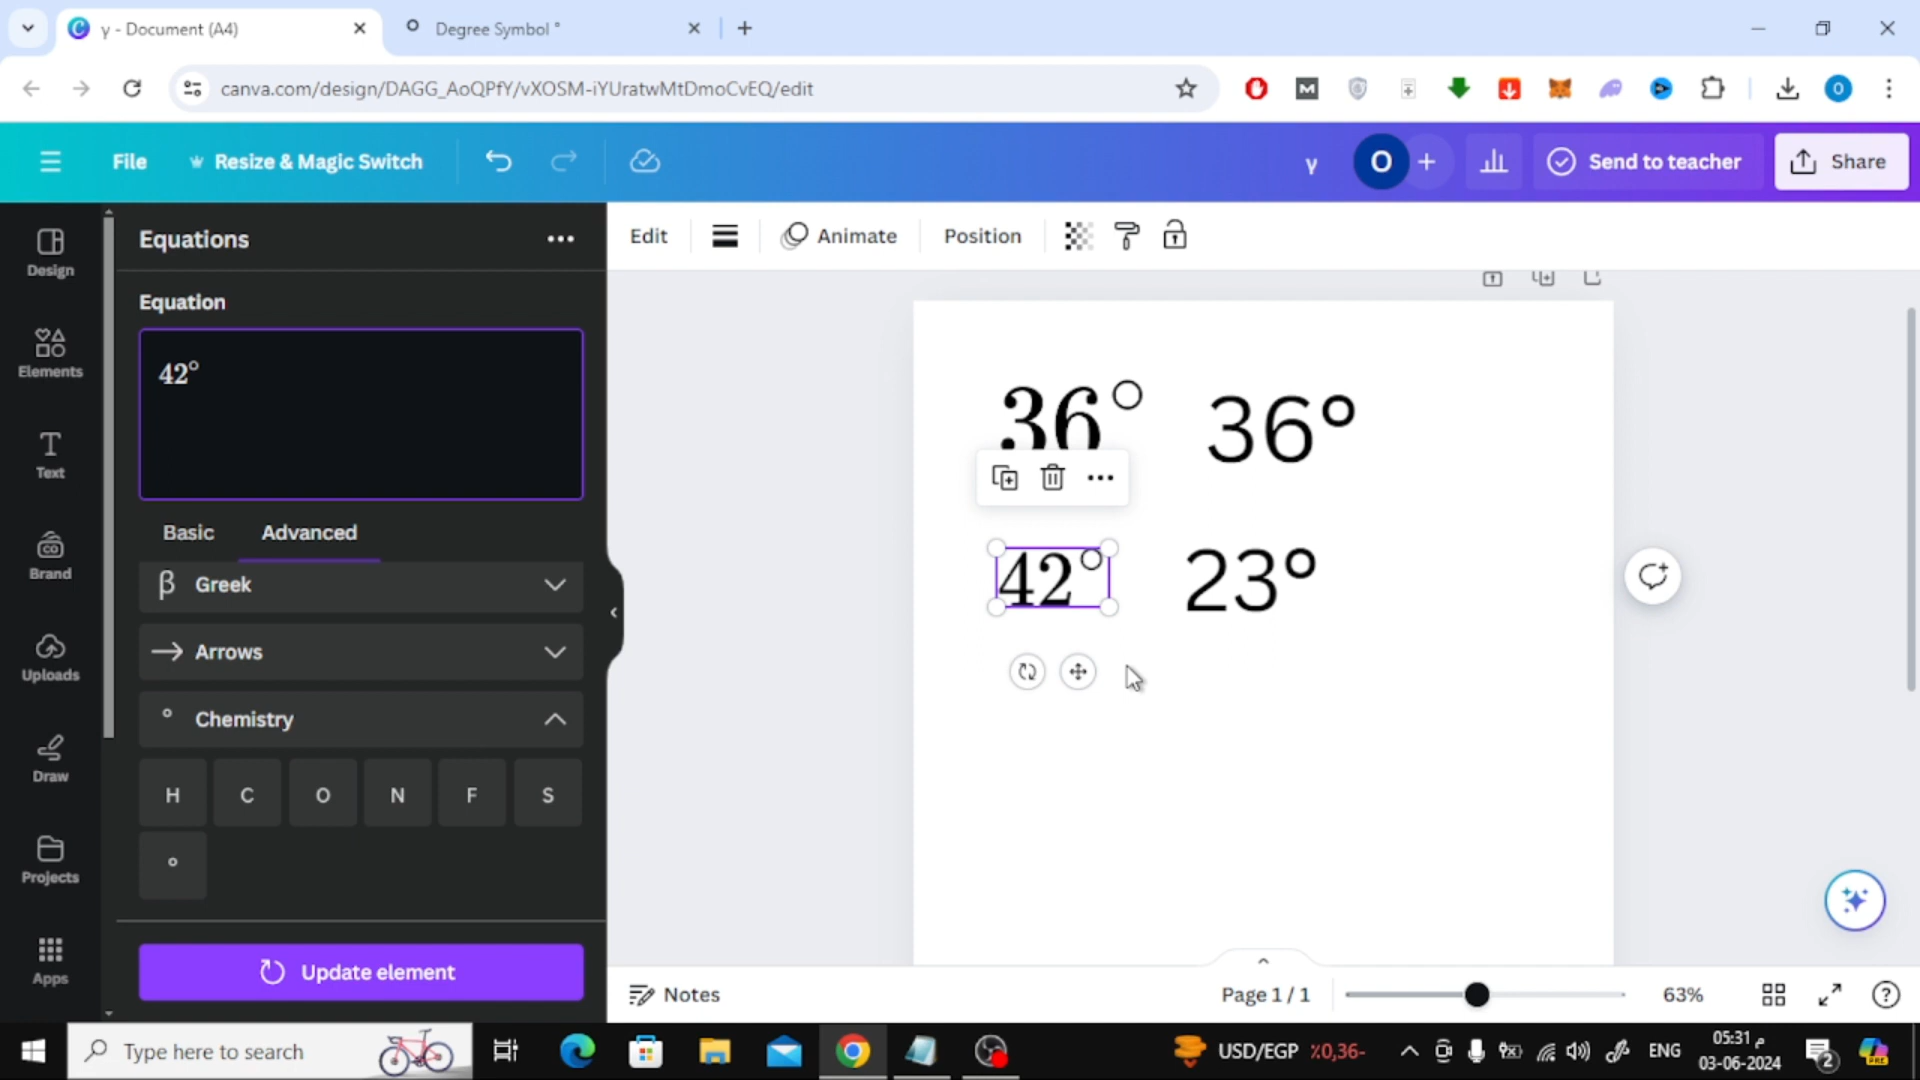 y - Document (A4)
Degree Symbol °
canva.com/design/DAGG_AoQPfY/vXOSM-iYUratwMtDmoCvEQ/edit
File
Resize & Magic Switch
y
O
Send to teacher
Share
Design
Elements
Text
Brand
Uploads
Draw
Projects
Apps
Equations
Equation
42°
Basic
Advanced
β Greek
Arrows
° Chemistry
H C O N F S
°
Update element
Edit
Animate
Position
36° 36°
42° 23°
Notes
Page 1 / 1
63%
Type here to search
USD/EGP %0,36-
ENG
05:31 م
03-06-2024
2